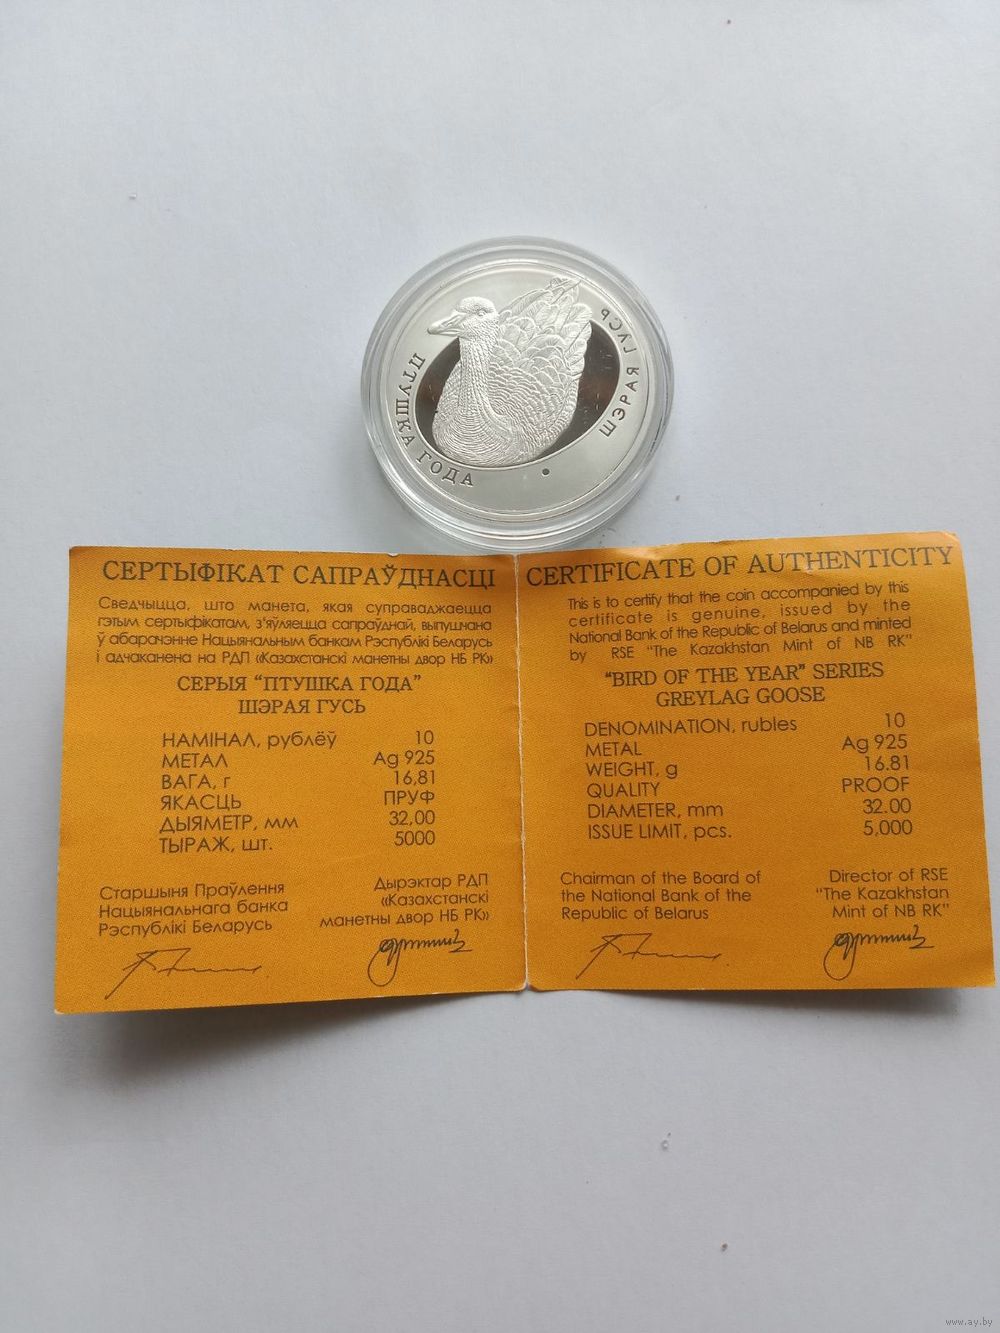 ПТУШКА ГОДА
ШЭРАЯ ГУСЬ
СЕРТЫФІКАТ САПРАЎДНАСЦІ
Сведчыцца, што манета, якая суправаджаецца
гэтым сертыфікатам, з'яўляецца сапраўднай, выпушчана
ў абарачэнне Нацыянальным банкам Рэспублікі Беларусь
і адчаканена на РДП «Казахстанскі манетны двор НБ РК»
СЕРЫЯ “ПТУШКА ГОДА”
ШЭРАЯ ГУСЬ
НАМІНАЛ, рублёў 10
МЕТАЛ Ag 925
ВАГА, г 16,81
ЯКАСЦЬ ПРУФ
ДЫЯМЕТР, мм 32,00
ТЫРАЖ, шт. 5000
Старшыня Праўлення
Нацыянальнага банка
Рэспублікі Беларусь
Дырэктар РДП
«Казахстанскі
манетны двор НБ РК»
CERTIFICATE OF AUTHENTICITY
This is to certify that the coin accompanied by this
certificate is genuine, issued by the
National Bank of the Republic of Belarus and minted
by RSE “The Kazakhstan Mint of NB RK”
“BIRD OF THE YEAR” SERIES
GREYLAG GOOSE
DENOMINATION, rubles 10
METAL Ag 925
WEIGHT, g 16.81
QUALITY PROOF
DIAMETER, mm 32.00
ISSUE LIMIT, pcs. 5,000
Chairman of the Board of
the National Bank of the
Republic of Belarus
Director of RSE
“The Kazakhstan
Mint of NB RK”
www.ay.by